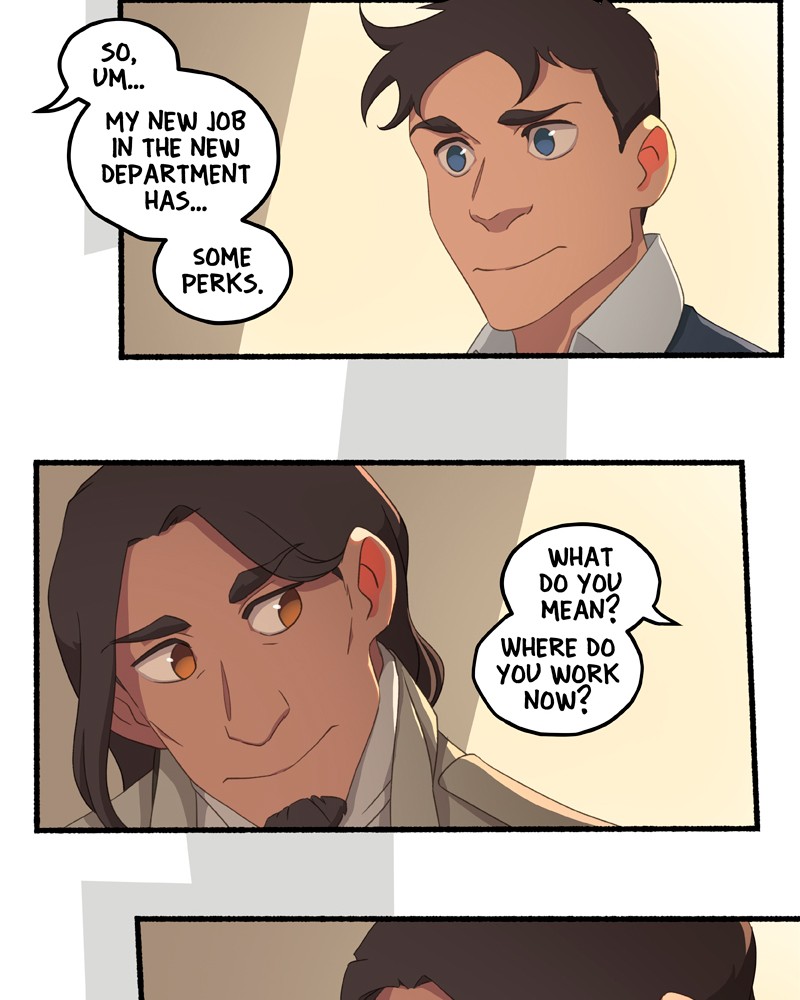 SO,
UM...
MY NEW JOB
IN THE NEW
DEPARTMENT
HAS...
SOME
PERKS.
WHAT
DO YOU
MEAN?
WHERE DO
YOU WORK
NOW?